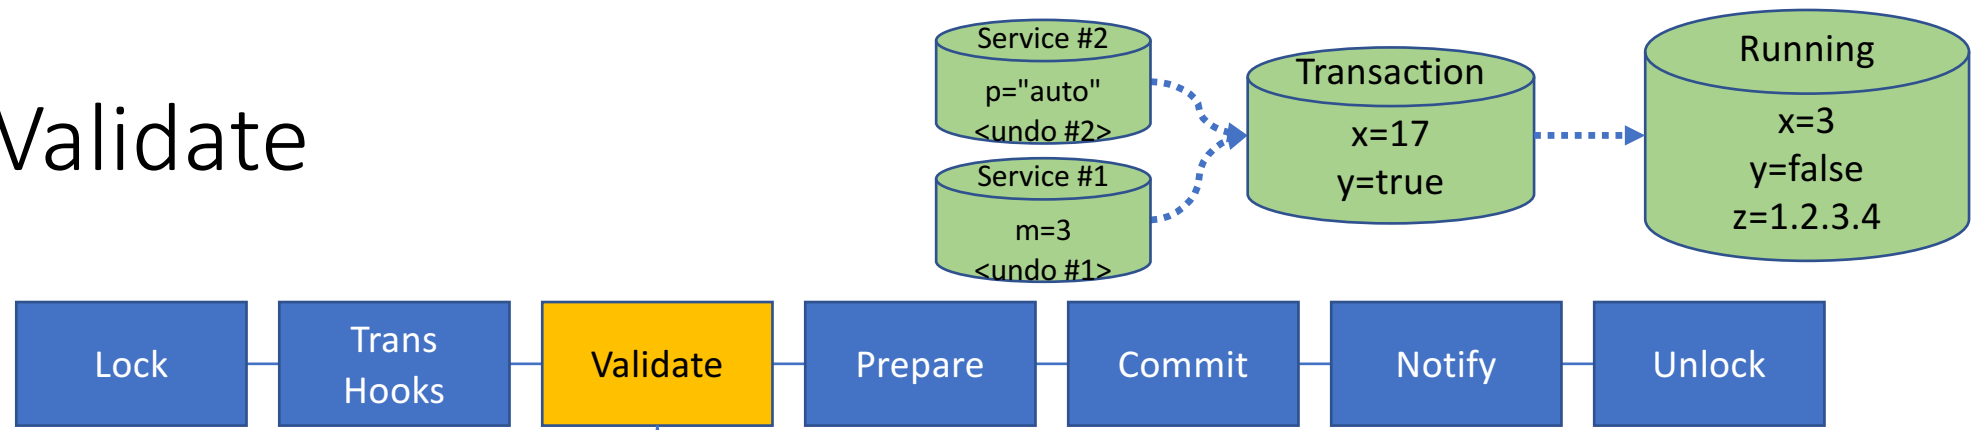 Validate
Service #2
p="auto"
<undo #2>
Service #1
m=3
<undo #1>
Transaction
x=17
y=true
Running
x=3
y=false
z=1.2.3.4
Lock
Trans
Hooks
Validate
Prepare
Commit
Notify
Unlock